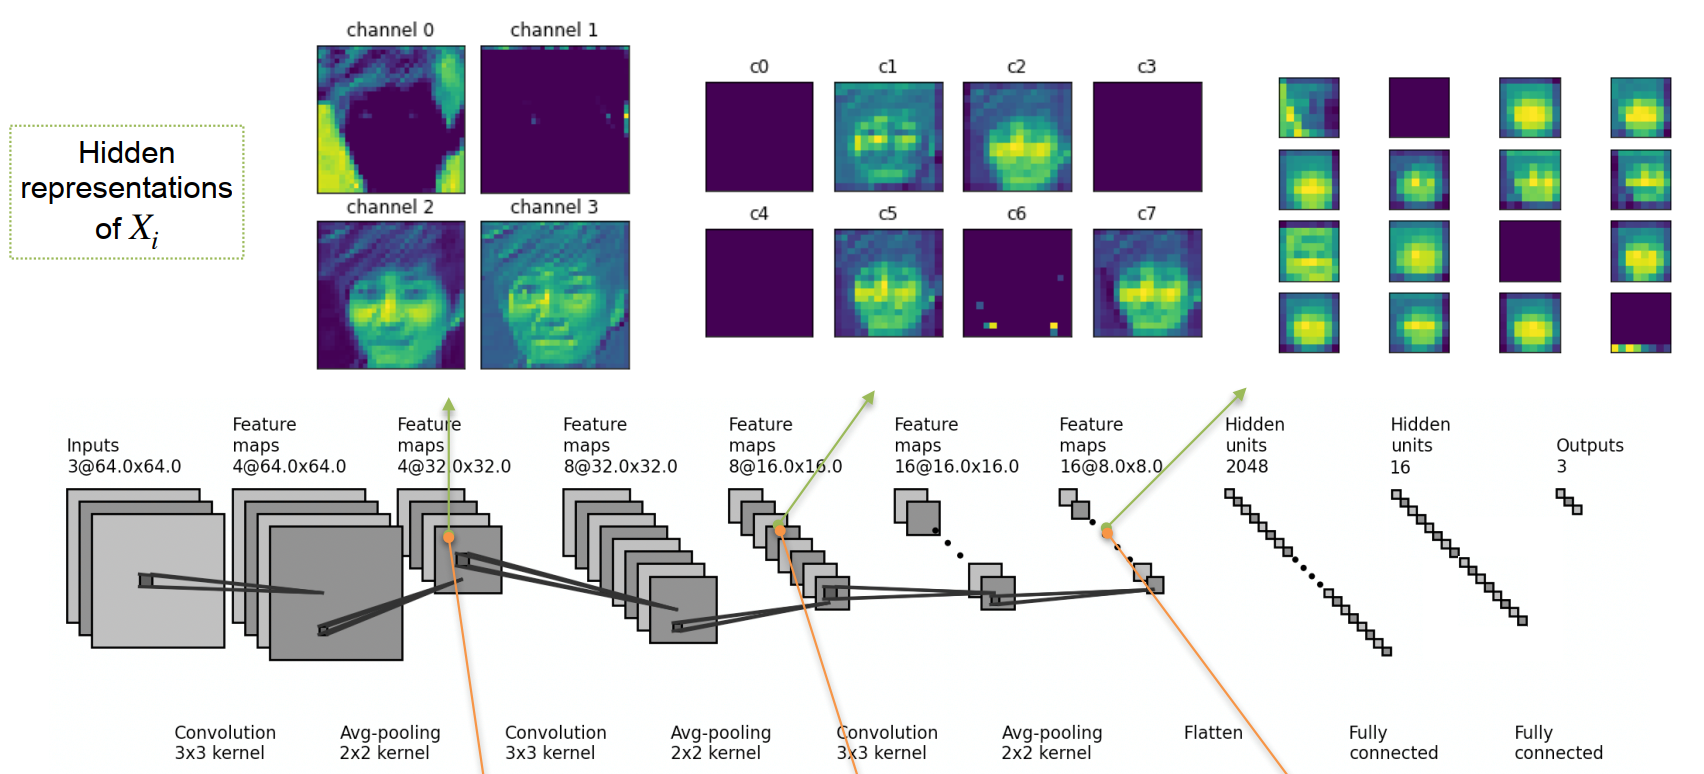 Hidden
representations
of Xi
channel 0
channel 1
channel 2
channel 3
c0
c1
c2
c3
c4
c5
c6
c7
Inputs
3@64.0x64.0
Feature
maps
4@64.0x64.0
Feature
maps
4@32.0x32.0
Feature
maps
8@32.0x32.0
Feature
maps
8@16.0x16.0
Feature
maps
16@16.0x16.0
Feature
maps
16@8.0x8.0
Hidden
units
2048
Hidden
units
16
Outputs
3
Convolution
3x3 kernel
Avg-pooling
2x2 kernel
Convolution
3x3 kernel
Avg-pooling
2x2 kernel
Convolution
3x3 kernel
Avg-pooling
2x2 kernel
Flatten
Fully
connected
Fully
connected